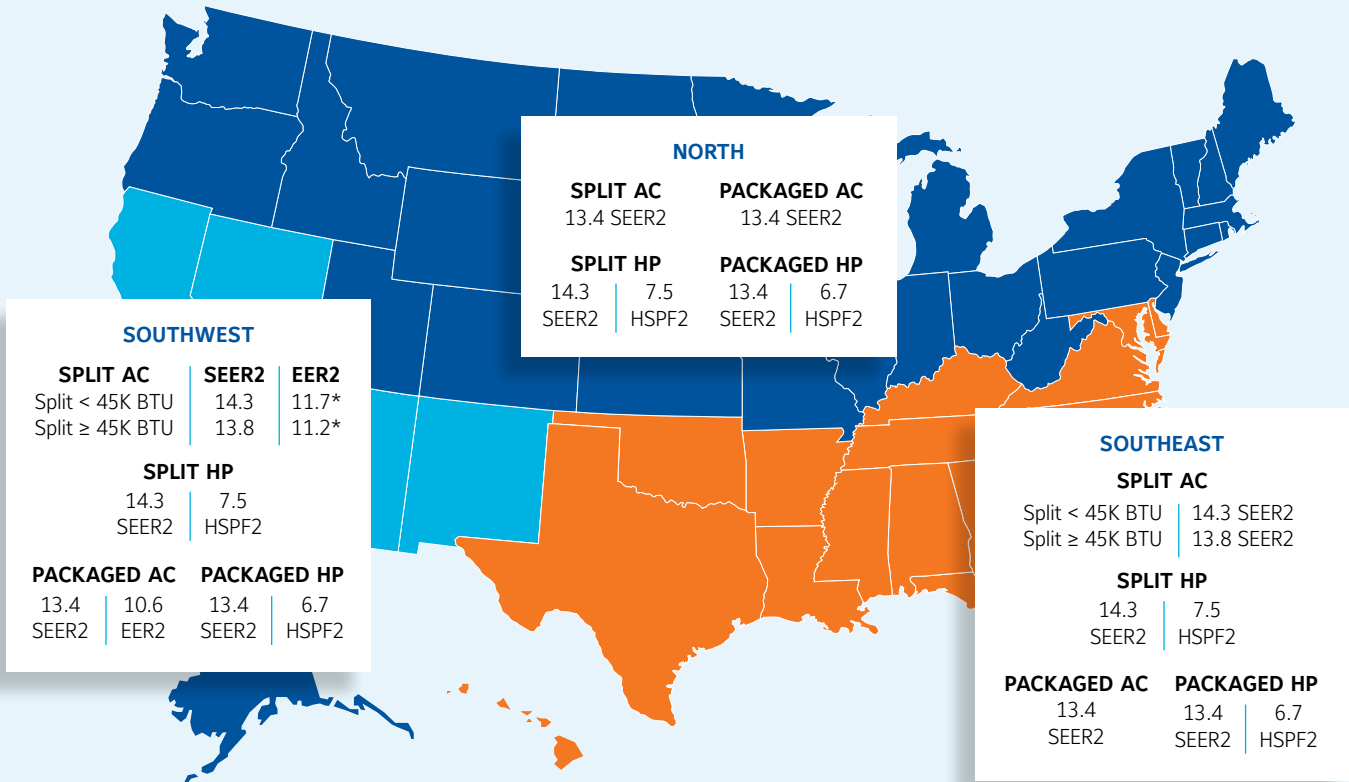 NORTH
SPLIT AC PACKAGED AC
13.4 SEER2 13.4 SEER2
SPLIT HP PACKAGED HP
14.3 7.5 13.4 6.7
SEER2 HSPF2 SEER2 HSPF2
SOUTHWEST
SPLIT AC SEER2 EER2
Split < 45K BTU 14.3 11.7*
Split ≥ 45K BTU 13.8 11.2*
SPLIT HP
14.3 7.5
SEER2 HSPF2
PACKAGED AC PACKAGED HP
13.4 10.6 13.4 6.7
SEER2 EER2 SEER2 HSPF2
SOUTHEAST
SPLIT AC
Split < 45K BTU 14.3 SEER2
Split ≥ 45K BTU 13.8 SEER2
SPLIT HP
14.3 7.5
SEER2 HSPF2
PACKAGED AC PACKAGED HP
13.4 13.4 6.7
SEER2 SEER2 HSPF2